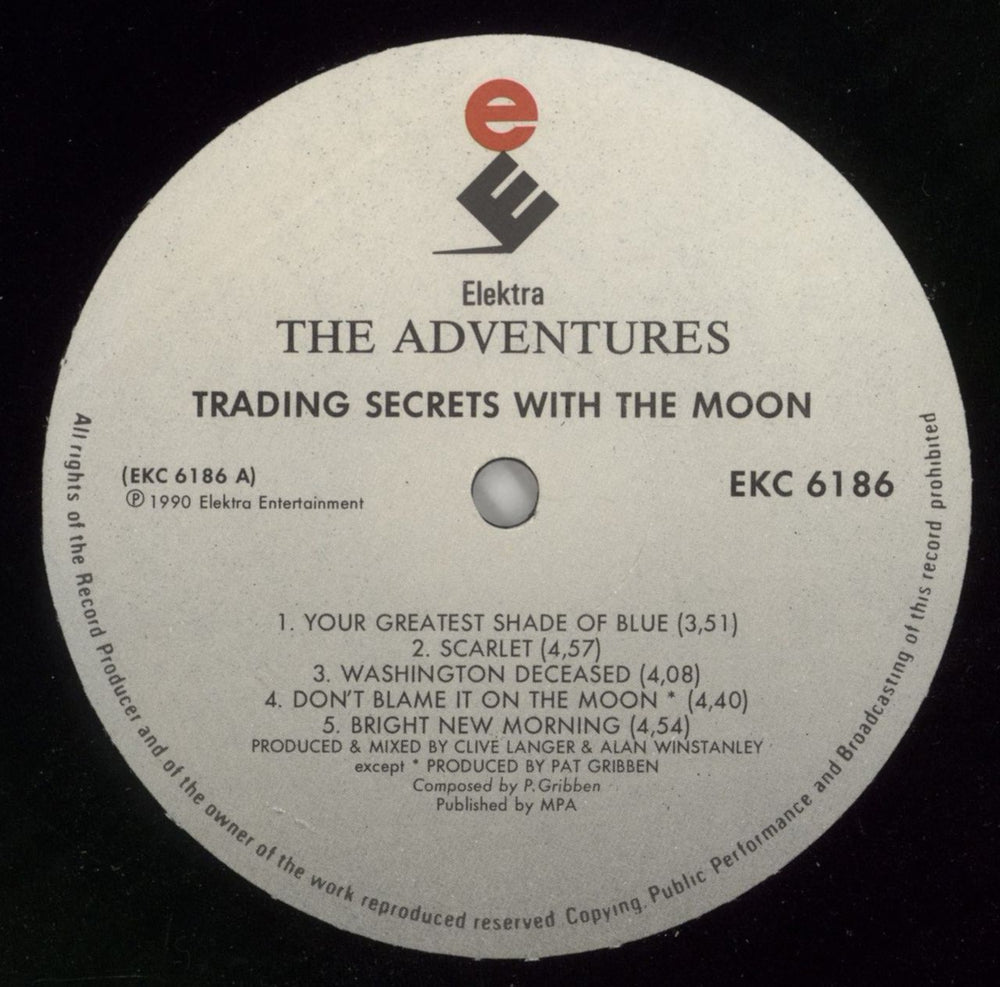 e
E
Elektra
THE ADVENTURES
TRADING SECRETS WITH THE MOON
(EKC 6186 A)
℗ 1990 Elektra Entertainment
EKC 6186
1. YOUR GREATEST SHADE OF BLUE (3,51)
2. SCARLET (4,57)
3. WASHINGTON DECEASED (4,08)
4. DON'T BLAME IT ON THE MOON * (4,40)
5. BRIGHT NEW MORNING (4,54)
PRODUCED & MIXED BY CLIVE LANGER & ALAN WINSTANLEY
except * PRODUCED BY PAT GRIBBEN
Composed by P. Gribben
Published by MPA
All rights of the Record Producer and of the owner of the work reproduced reserved Copying, Public Performance and Broadcasting of this record prohibited